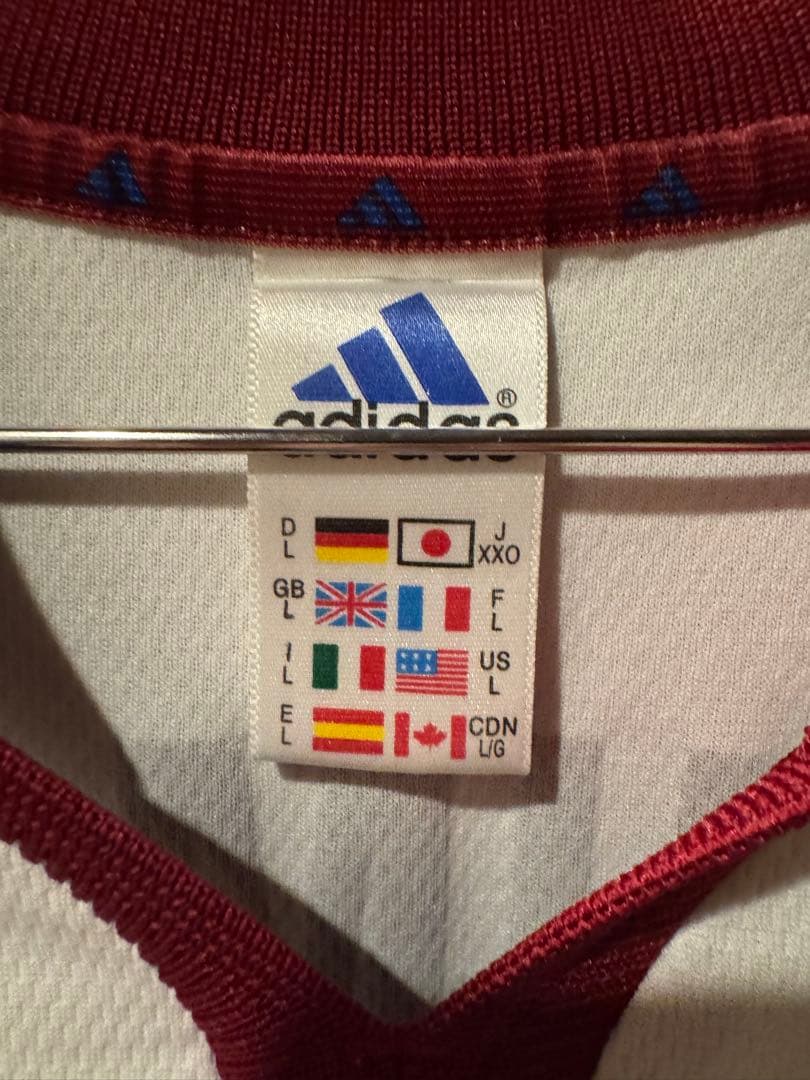 adidas®
D J
L XXO
GB F
L L
I US
L L
E CDN
L L/G